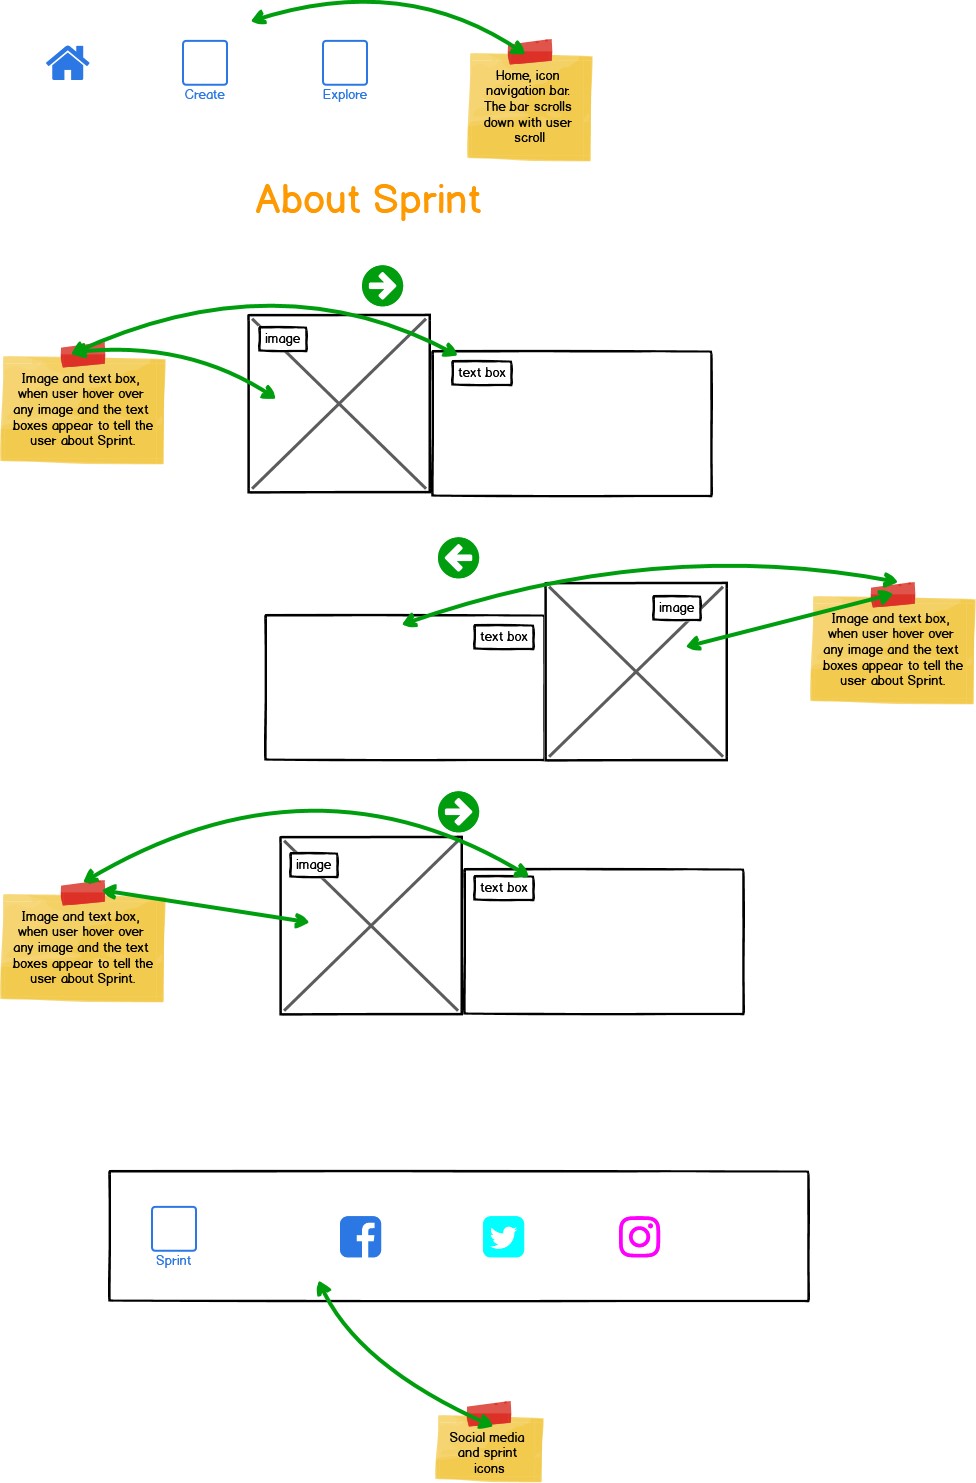 Create
Explore
Home, icon
navigation bar.
The bar scrolls
down with user
scroll
About Sprint
image
text box
Image and text box,
when user hover over
any image and the text
boxes appear to tell the
user about Sprint.
image
text box
Image and text box,
when user hover over
any image and the text
boxes appear to tell the
user about Sprint.
image
text box
Image and text box,
when user hover over
any image and the text
boxes appear to tell the
user about Sprint.
Sprint
Social media
and sprint
icons